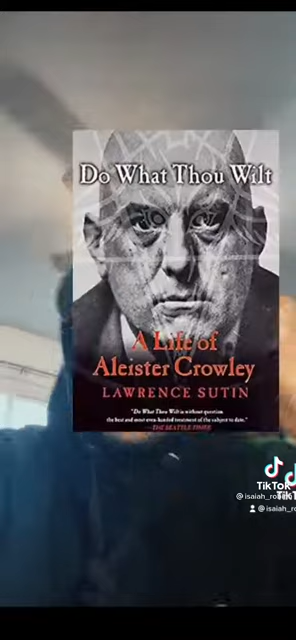 Do What Thou Wilt
A Life of
Aleister Crowley
LAWRENCE SUTIN
"Do What Thou Wilt is without question
the best and most even-handed treatment of the subject to date."
—THE SEATTLE TIMES
TikTok
TikTok